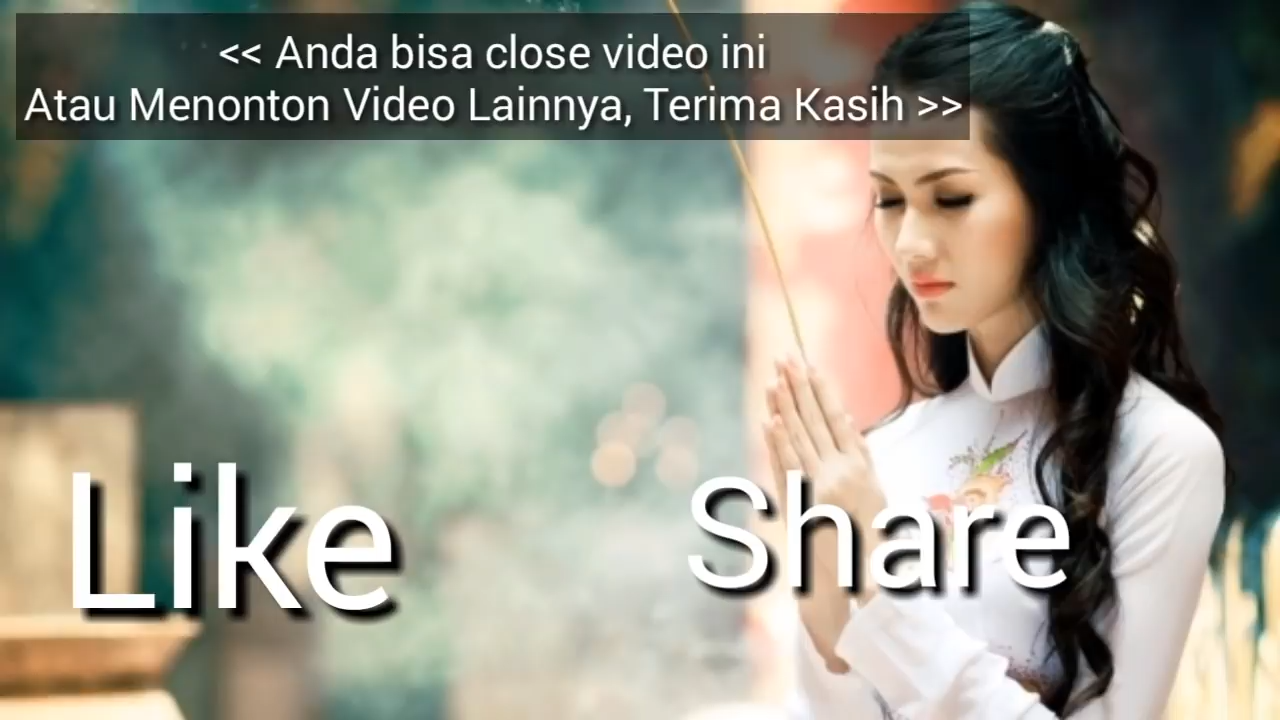 << Anda bisa close video ini
Atau Menonton Video Lainnya, Terima Kasih >>
Like
Share